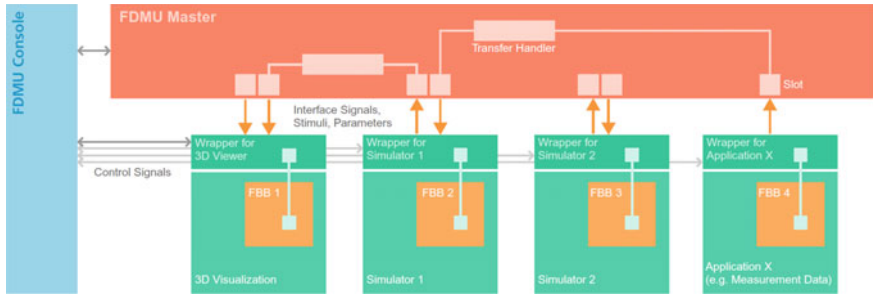 FDMU Console
FDMU Master
Transfer Handler
Slot
Interface Signals,
Stimuli, Parameters
Control Signals
Wrapper for
3D Viewer
Wrapper for
Simulator 1
Wrapper for
Simulator 2
Wrapper for
Application X
FBB 1
FBB 2
FBB 3
FBB 4
3D Visualization
Simulator 1
Simulator 2
Application X
(e.g. Measurement Data)